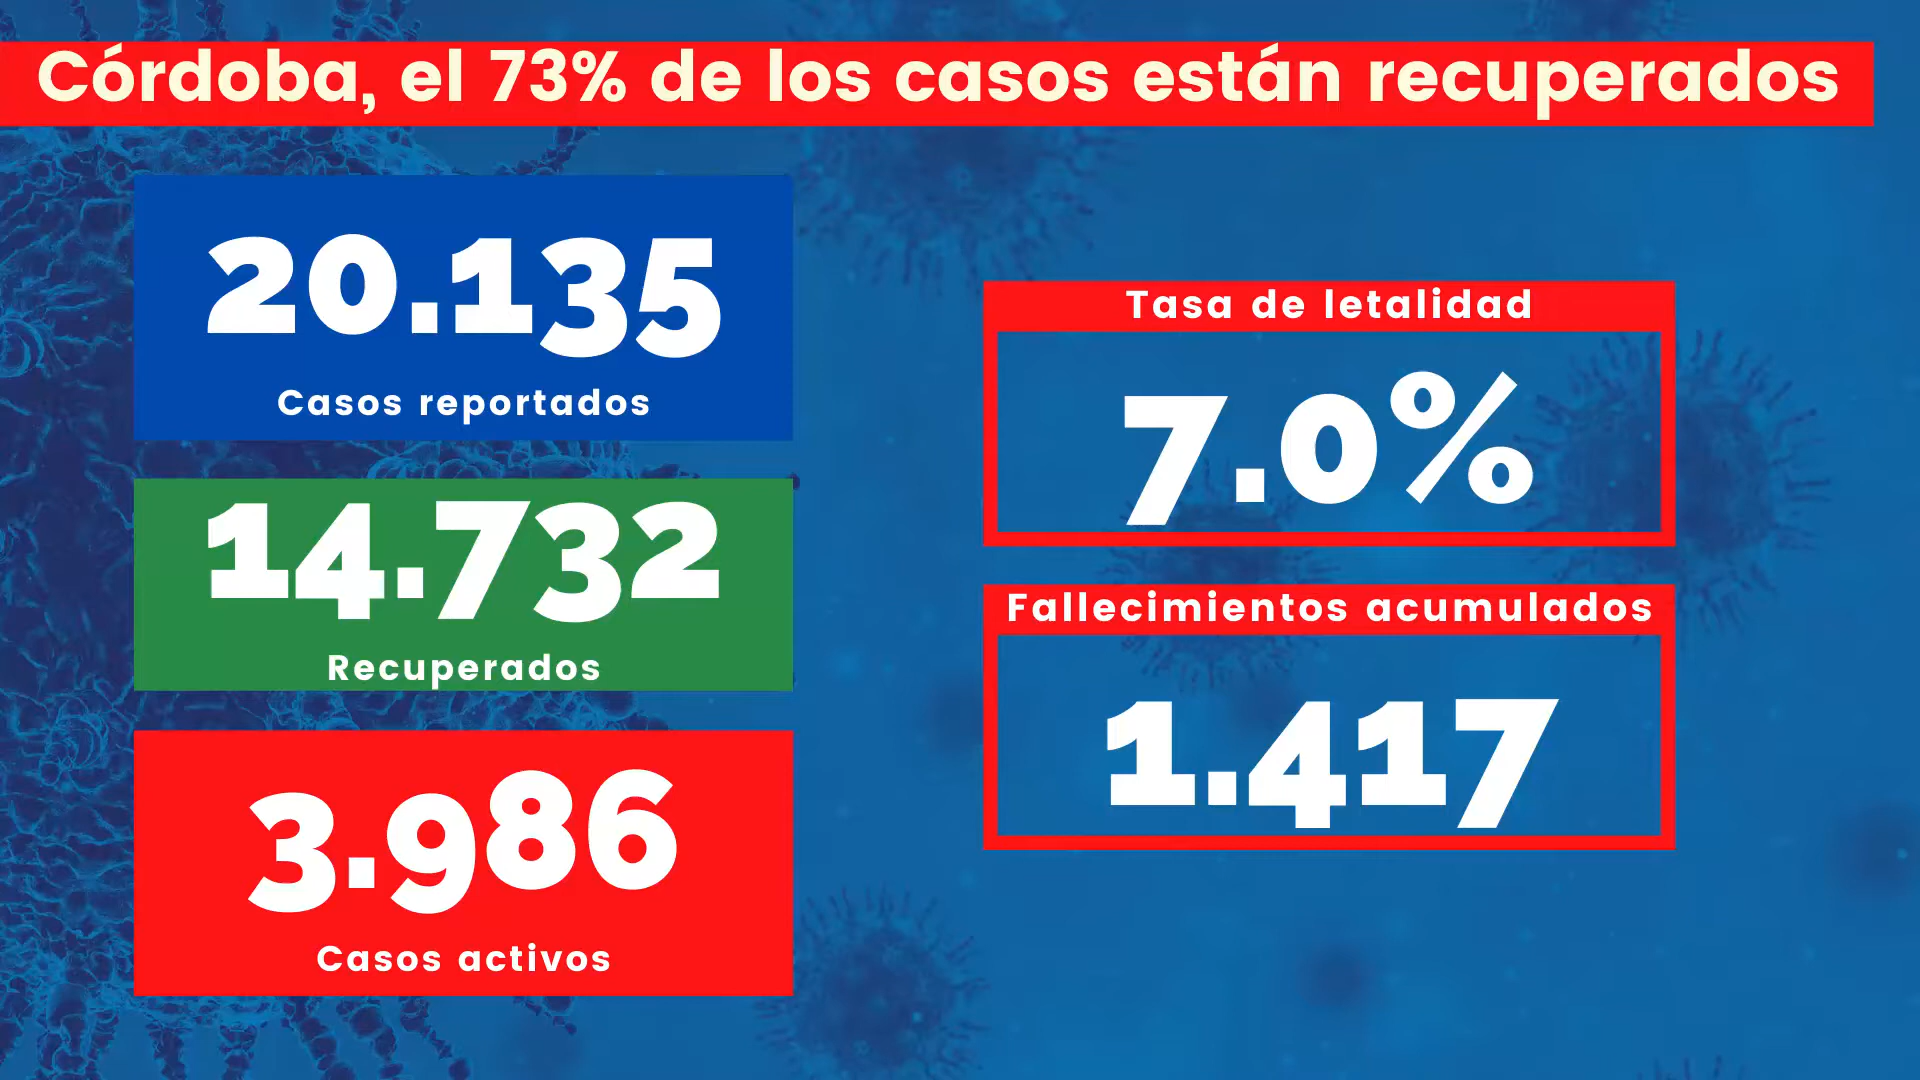 Córdoba, el 73% de los casos están recuperados
20.135
Casos reportados
14.732
Recuperados
3.986
Casos activos
Tasa de letalidad
7.0%
Fallecimientos acumulados
1.417